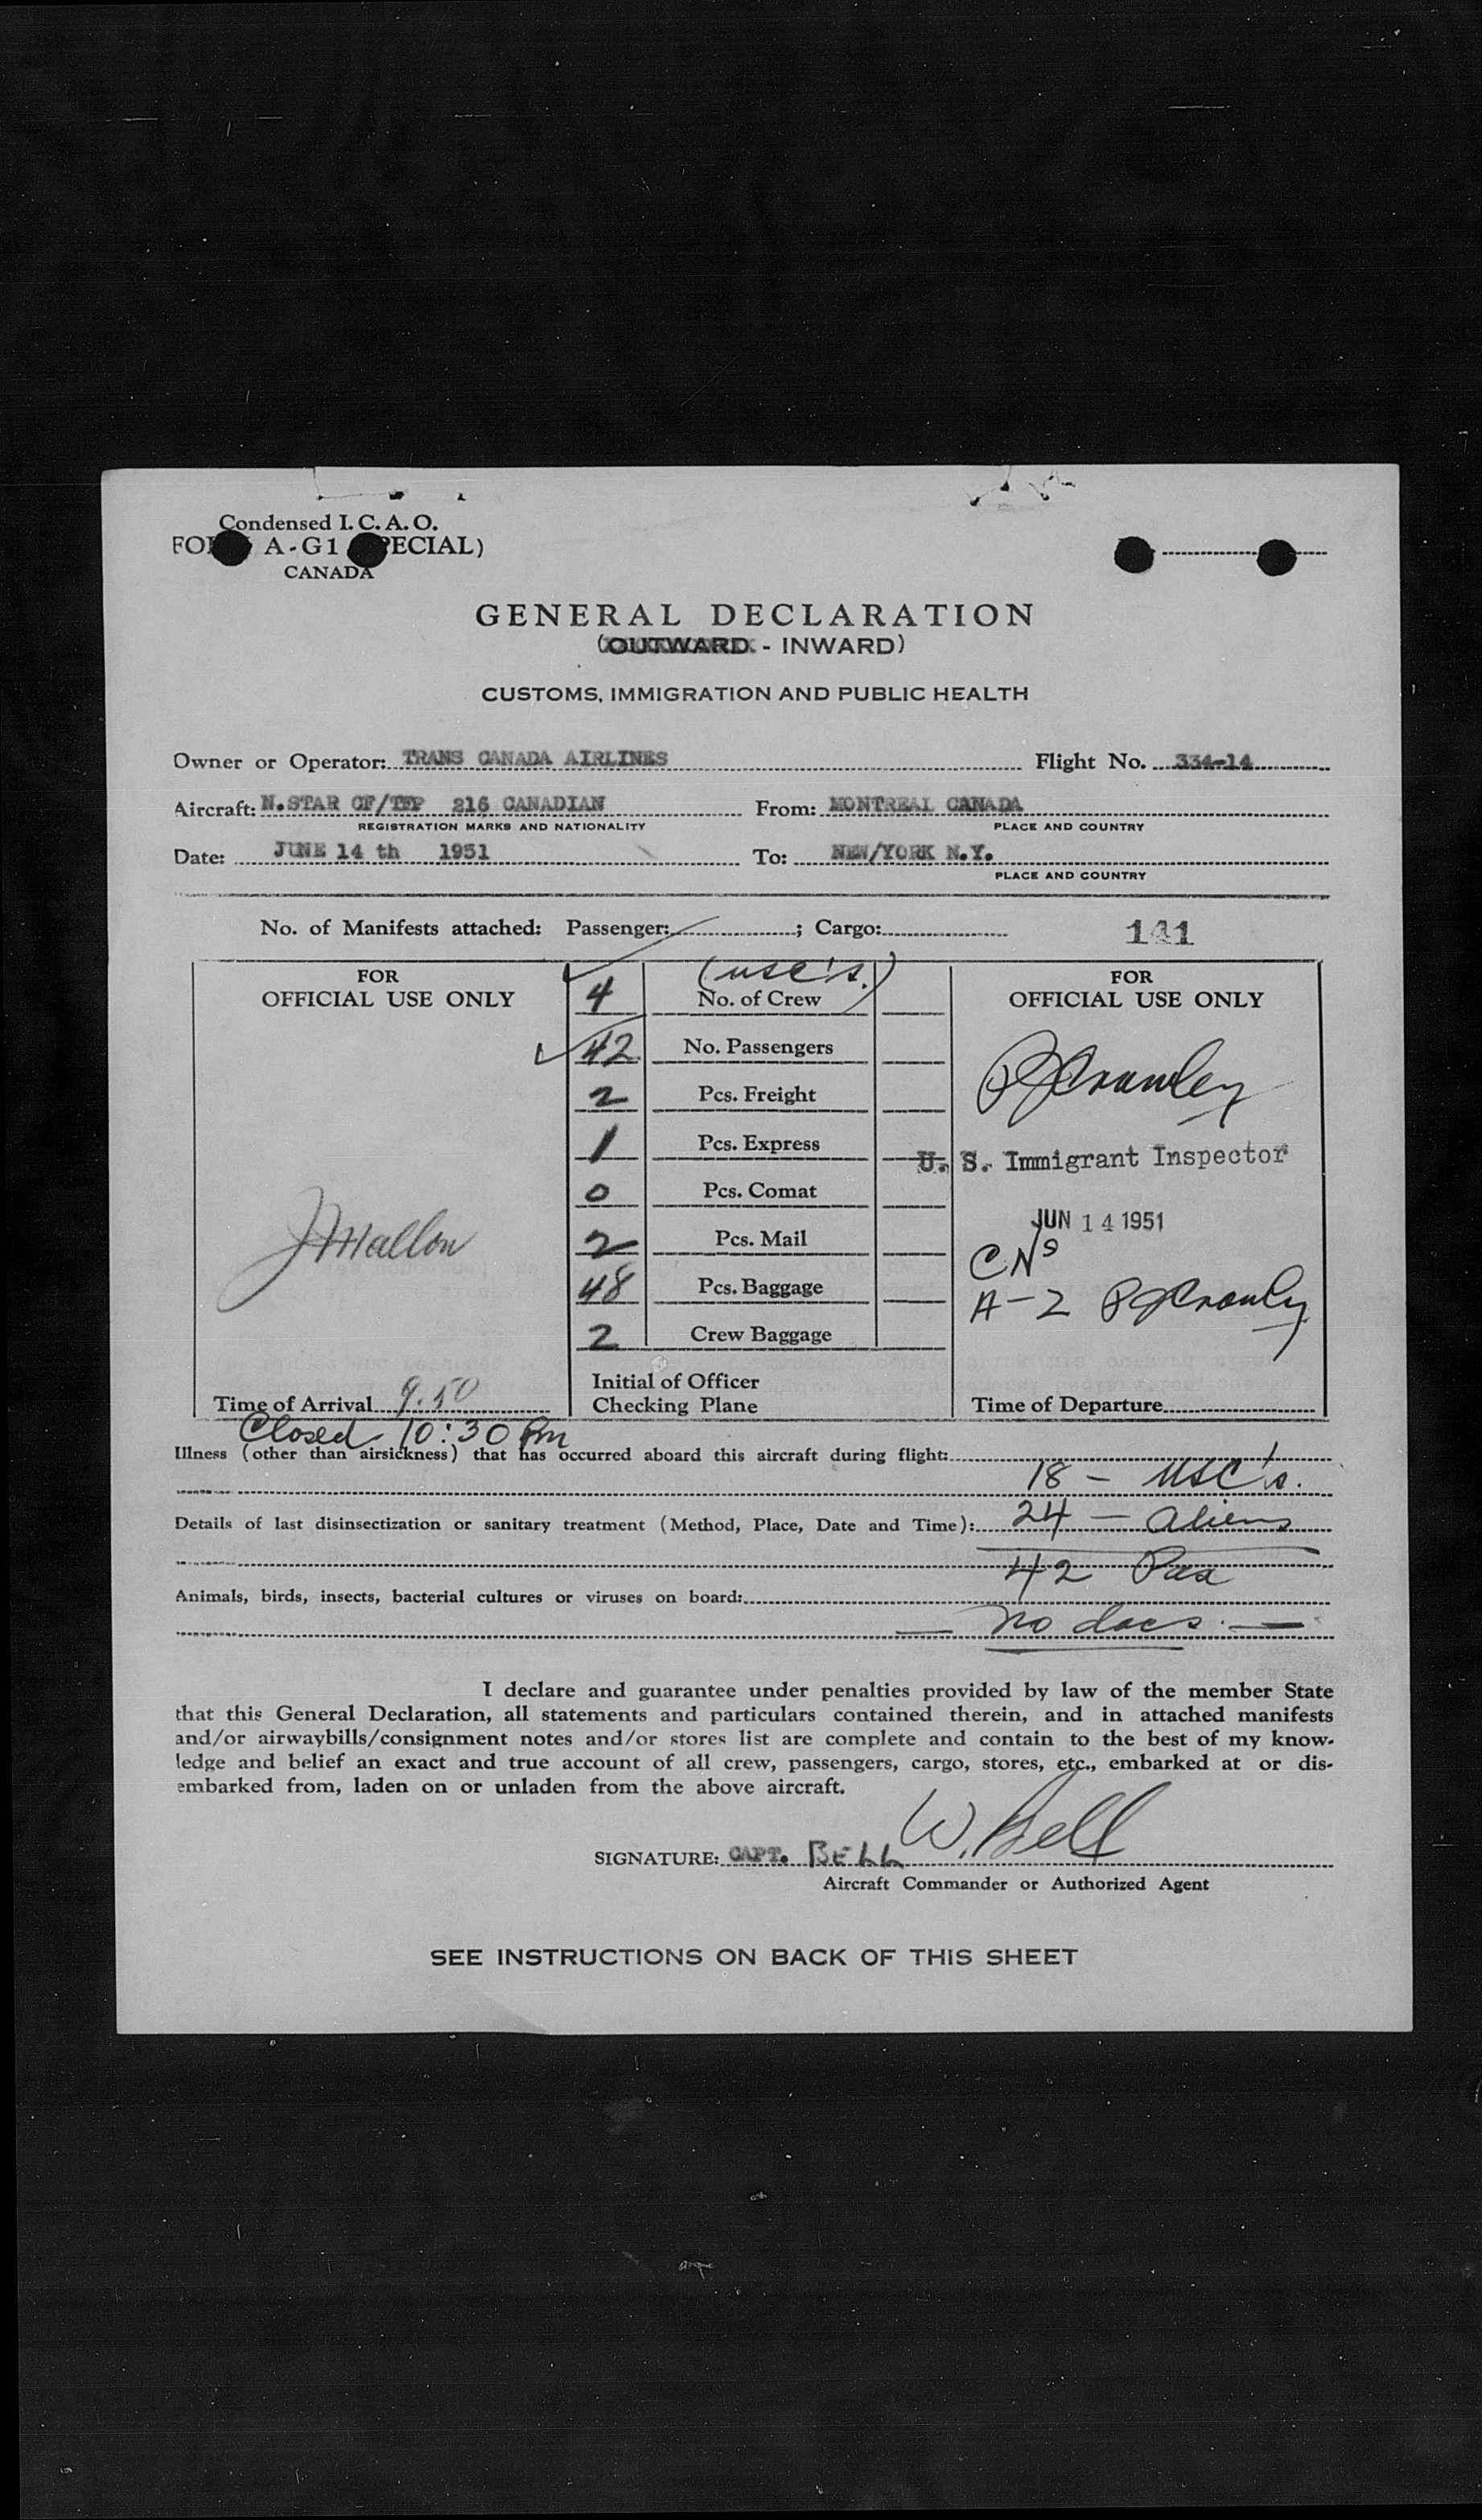 Condensed I. C. A. O.
A-G1
CANADA
GENERAL DECLARATION
(OUTWARD - INWARD)
CUSTOMS, IMMIGRATION AND PUBLIC HEALTH
Owner or Operator: TRANS CANADA AIRLINES Flight No. 334-14
Aircraft: N.STAR CF/TFP 216 CANADIAN From: MONTREAL CANADA
REGISTRATION MARKS AND NATIONALITY PLACE AND COUNTRY
Date: JUNE 14 th 1951 To: NEW/YORK N.Y.
PLACE AND COUNTRY
No. of Manifests attached: Passenger: ; Cargo: 141
FOR
OFFICIAL USE ONLY
(USC's.)
4 No. of Crew
42 No. Passengers
2 Pcs. Freight
1 Pcs. Express
0 Pcs. Comat
2 Pcs. Mail
48 Pcs. Baggage
2 Crew Baggage
Initial of Officer
Checking Plane
FOR
OFFICIAL USE ONLY
Crowley
U. S. Immigrant Inspector
JUN 14 1951
A-2 Crowley
J Mallon
Time of Arrival 9.50
Time of Departure
Closed 10:30 Pm
Illness (other than airsickness) that has occurred aboard this aircraft during flight:
18 - USC's.
Details of last disinsectization or sanitary treatment (Method, Place, Date and Time): 24 - Aliens
42 Pax
Animals, birds, insects, bacterial cultures or viruses on board:
— no docs. —
I declare and guarantee under penalties provided by law of the member State
that this General Declaration, all statements and particulars contained therein, and in attached manifests
and/or airwaybills/consignment notes and/or stores list are complete and contain to the best of my know-
ledge and belief an exact and true account of all crew, passengers, cargo, stores, etc., embarked at or dis-
embarked from, laden on or unladen from the above aircraft.
SIGNATURE: CAPT. BELL W. Bell
Aircraft Commander or Authorized Agent
SEE INSTRUCTIONS ON BACK OF THIS SHEET